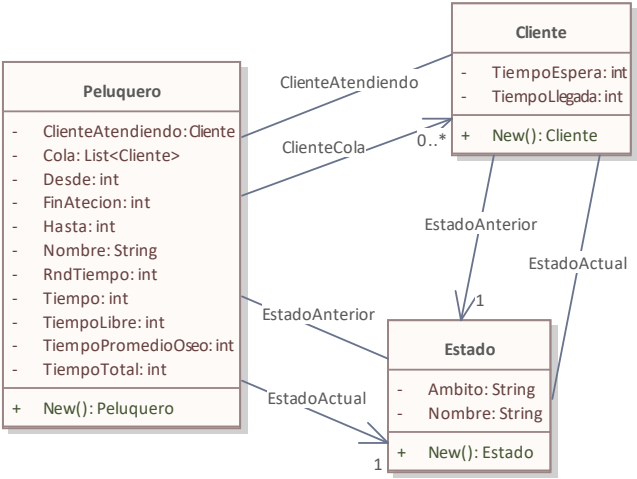 Cliente
- TiempoEspera: int
- TiempoLlegada: int
+ New(): Cliente
Peluquero
- ClienteAtendiendo: Cliente
- Cola: List<Cliente>
- Desde: int
- FinAtecion: int
- Hasta: int
- Nombre: String
- RndTiempo: int
- Tiempo: int
- TiempoLibre: int
- TiempoPromedioOseo: int
- TiempoTotal: int
+ New(): Peluquero
ClienteAtendiendo
ClienteCola
0..*
EstadoAnterior
1
EstadoActual
EstadoAnterior
EstadoActual
1
Estado
- Ambito: String
- Nombre: String
+ New(): Estado